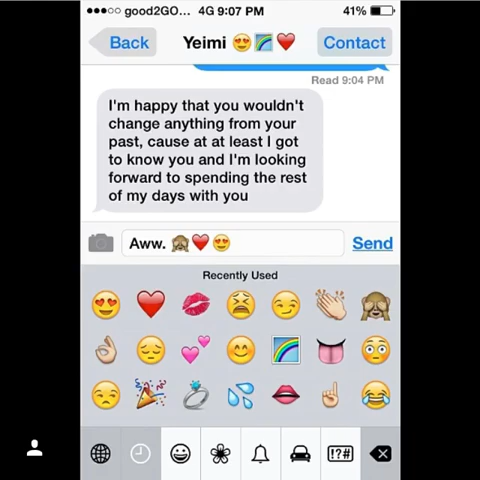 good2GO... 4G 9:07 PM 41%
Back Yeimi 😍🌈❤️ Contact
Read 9:04 PM
I'm happy that you wouldn't
change anything from your
past, cause at at least I got
to know you and I'm looking
forward to spending the rest
of my days with you
Aww. 🙈❤️😍 Send
Recently Used
!?#